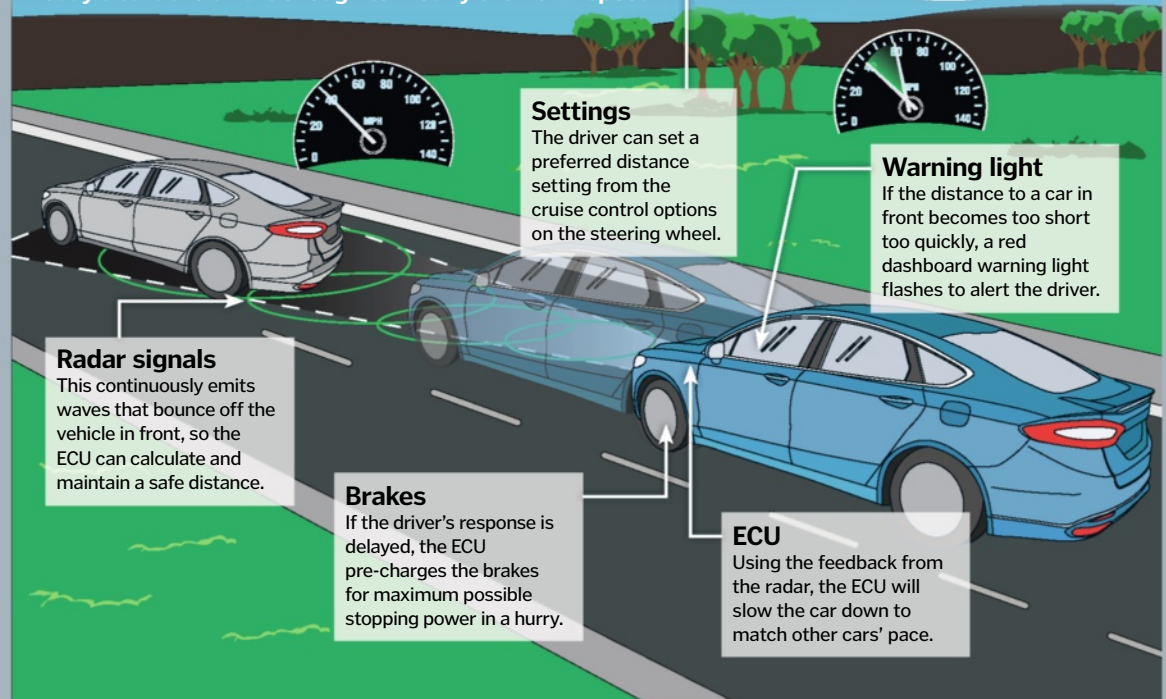 0
20
40
60
80
100
120
140
MPH
20
40
80
100
120
140
Settings
The driver can set a
preferred distance
setting from the
cruise control options
on the steering wheel.
Warning light
If the distance to a car in
front becomes too short
too quickly, a red
dashboard warning light
flashes to alert the driver.
Radar signals
This continuously emits
waves that bounce off the
vehicle in front, so the
ECU can calculate and
maintain a safe distance.
Brakes
If the driver's response is
delayed, the ECU
pre-charges the brakes
for maximum possible
stopping power in a hurry.
ECU
Using the feedback from
the radar, the ECU will
slow the car down to
match other cars' pace.